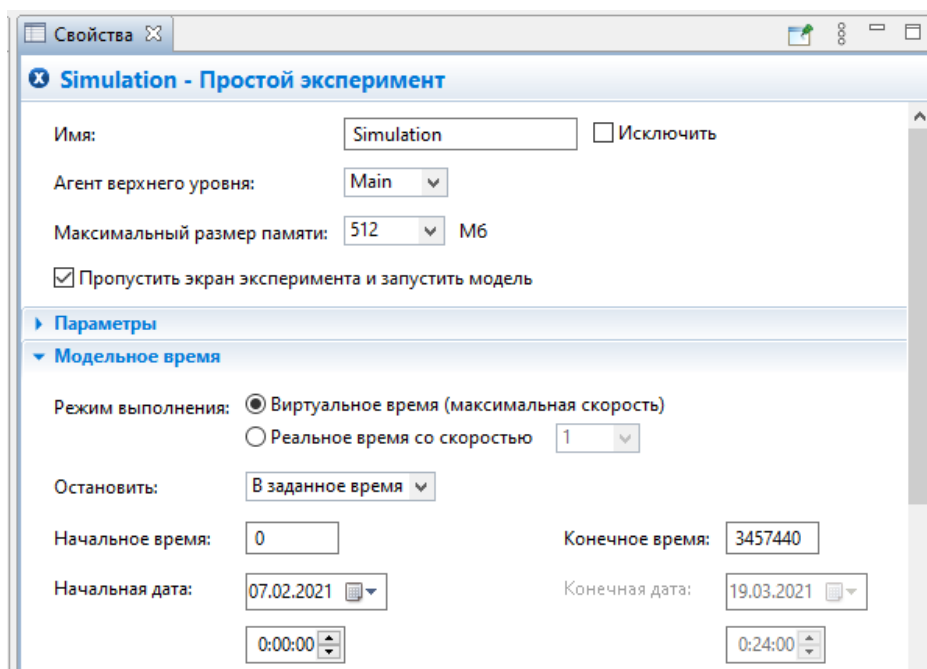 Свойства
Simulation - Простой эксперимент
Имя: Simulation Исключить
Агент верхнего уровня: Main
Максимальный размер памяти: 512 Мб
Пропустить экран эксперимента и запустить модель
Параметры
Модельное время
Режим выполнения: Виртуальное время (максимальная скорость)
Реальное время со скоростью 1
Остановить: В заданное время
Начальное время: 0 Конечное время: 3457440
Начальная дата: 07.02.2021 Конечная дата: 19.03.2021
0:00:00 0:24:00